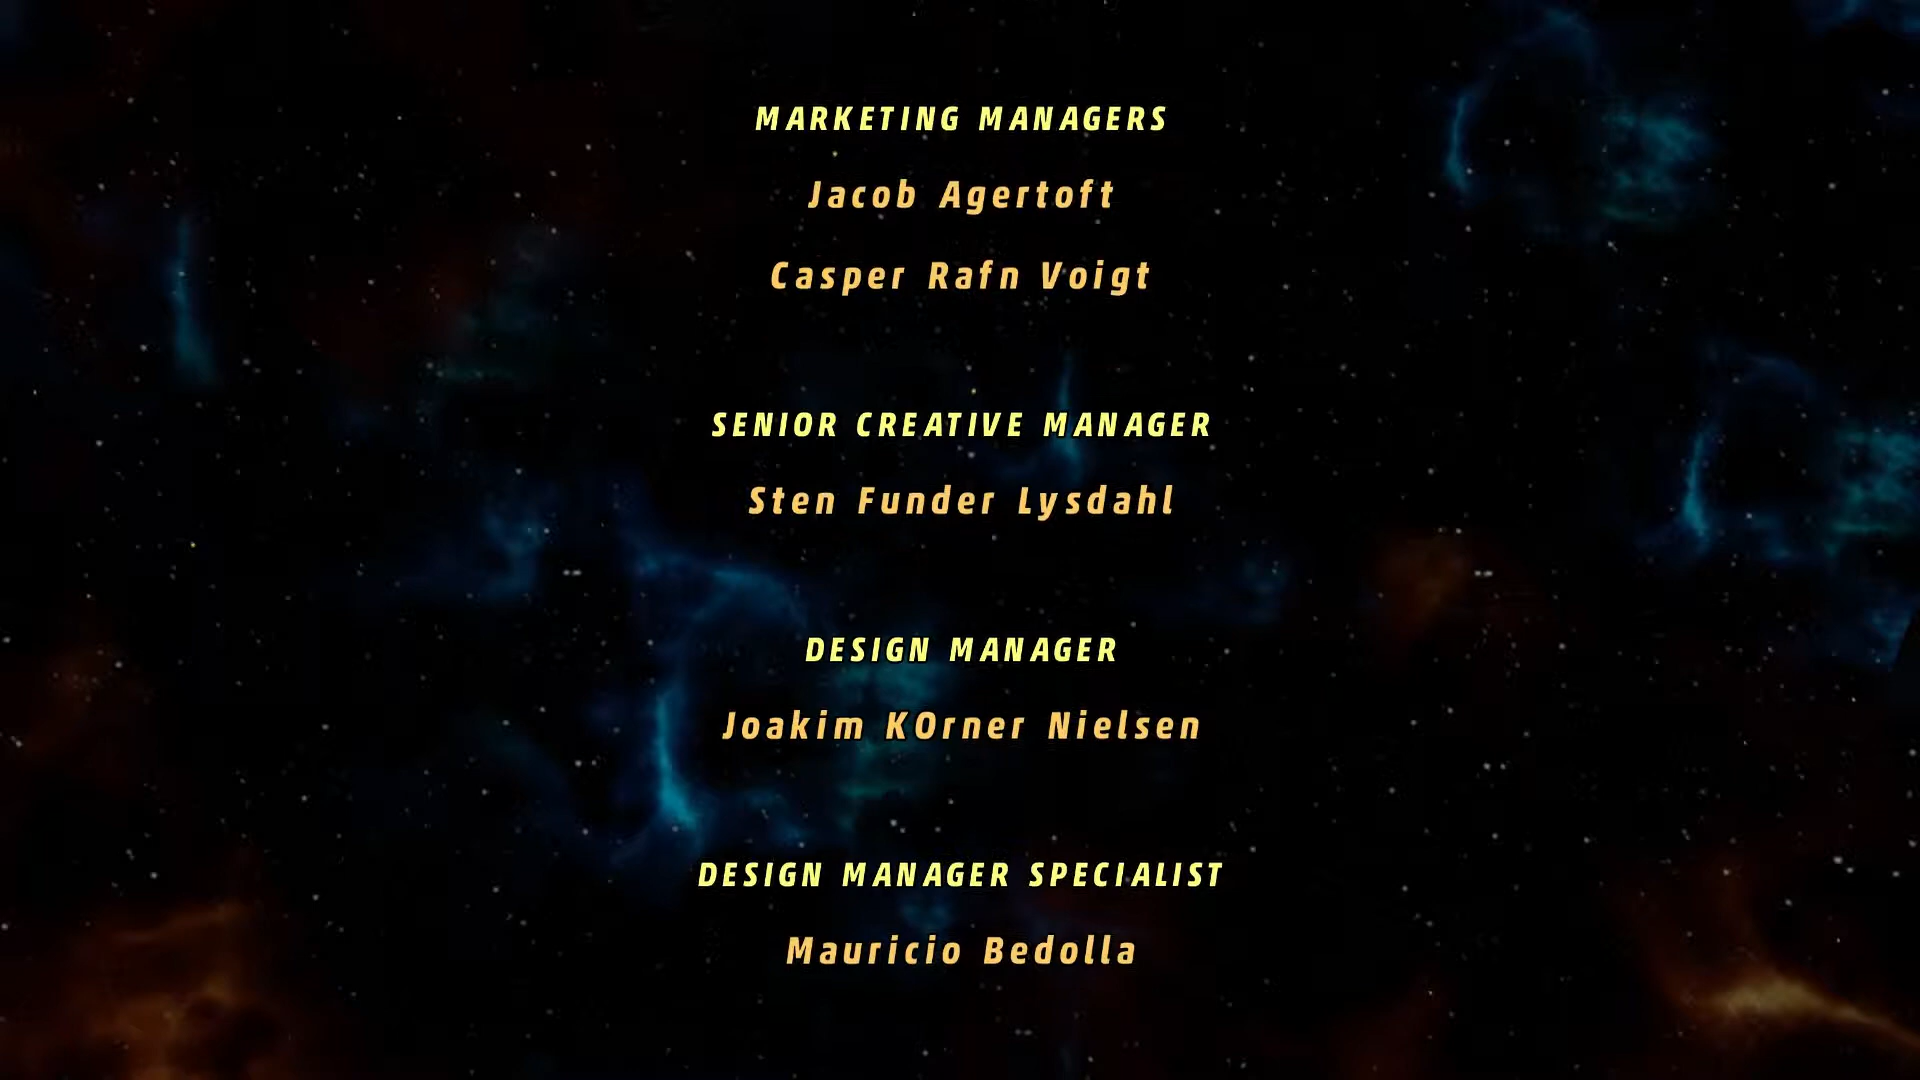 MARKETING MANAGERS
Jacob Agertoft
Casper Rafn Voigt
SENIOR CREATIVE MANAGER
Sten Funder Lysdahl
DESIGN MANAGER
Joakim KOrner Nielsen
DESIGN MANAGER SPECIALIST
Mauricio Bedolla